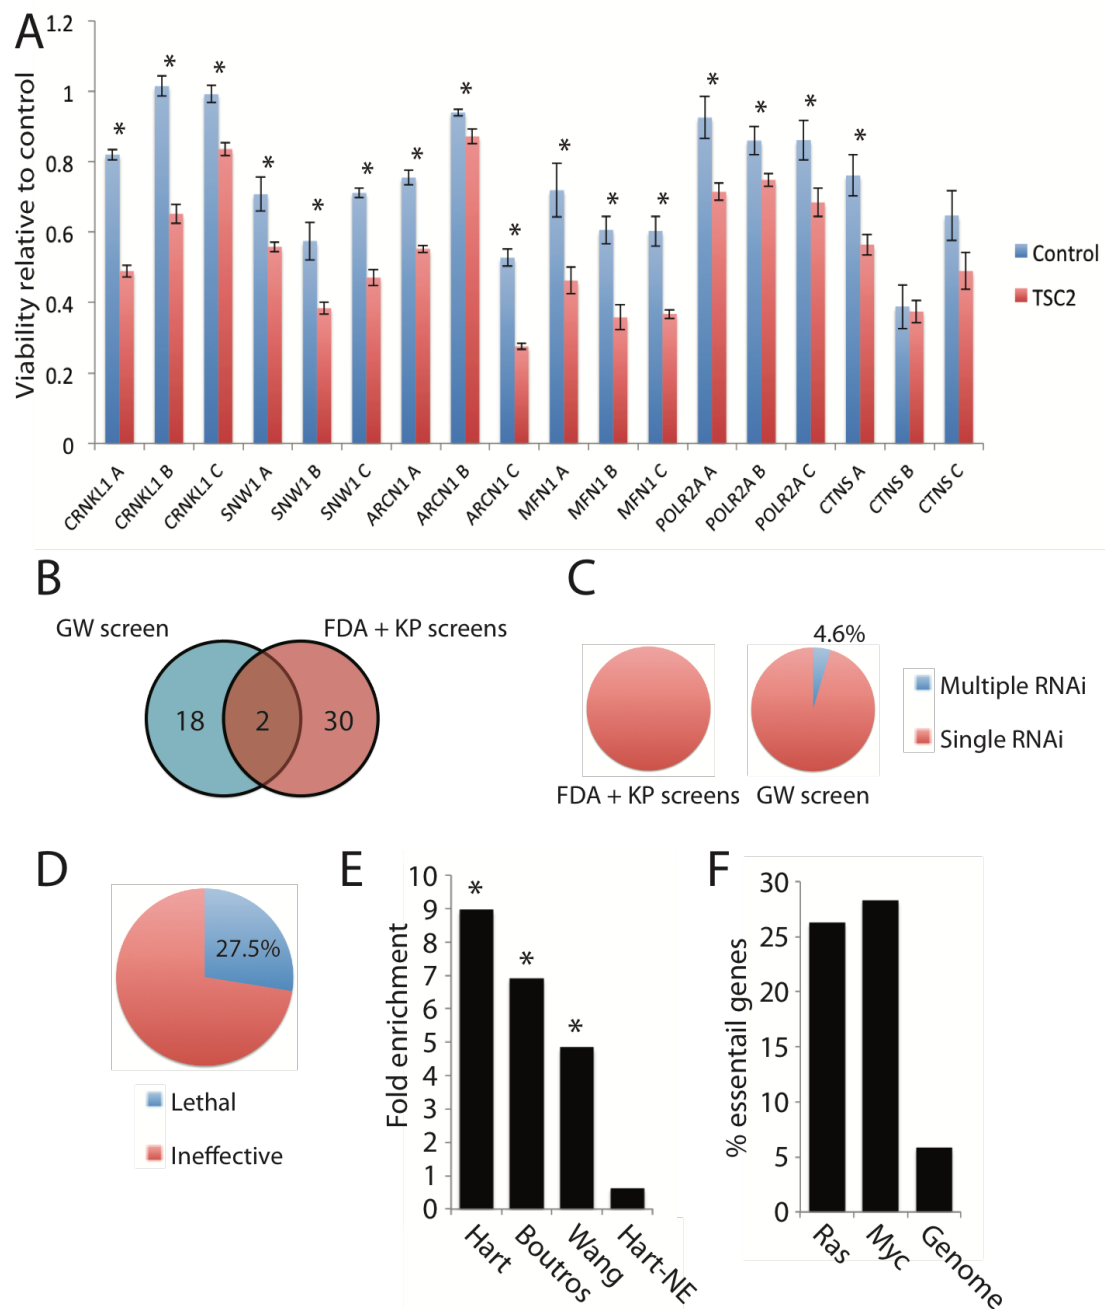 A
Viability relative to control
1.2
1
0.8
0.6
0.4
0.2
0
* * * * * * * * * * * * * * * *
CRNKL1 A
CRNKL1 B
CRNKL1 C
SNW1 A
SNW1 B
SNW1 C
ARCN1 A
ARCN1 B
ARCN1 C
MFN1 A
MFN1 B
MFN1 C
POLR2A A
POLR2A B
POLR2A C
CTNS A
CTNS B
CTNS C
Control
TSC2
B
GW screen
FDA + KP screens
18
2
30
C
4.6%
Multiple RNAi
Single RNAi
FDA + KP screens
GW screen
D
27.5%
Lethal
Ineffective
E
Fold enrichment
10
9
8
7
6
5
4
3
2
1
0
* * *
Hart
Boutros
Wang
Hart-NE
F
% essentail genes
30
25
20
15
10
5
0
Ras
Myc
Genome